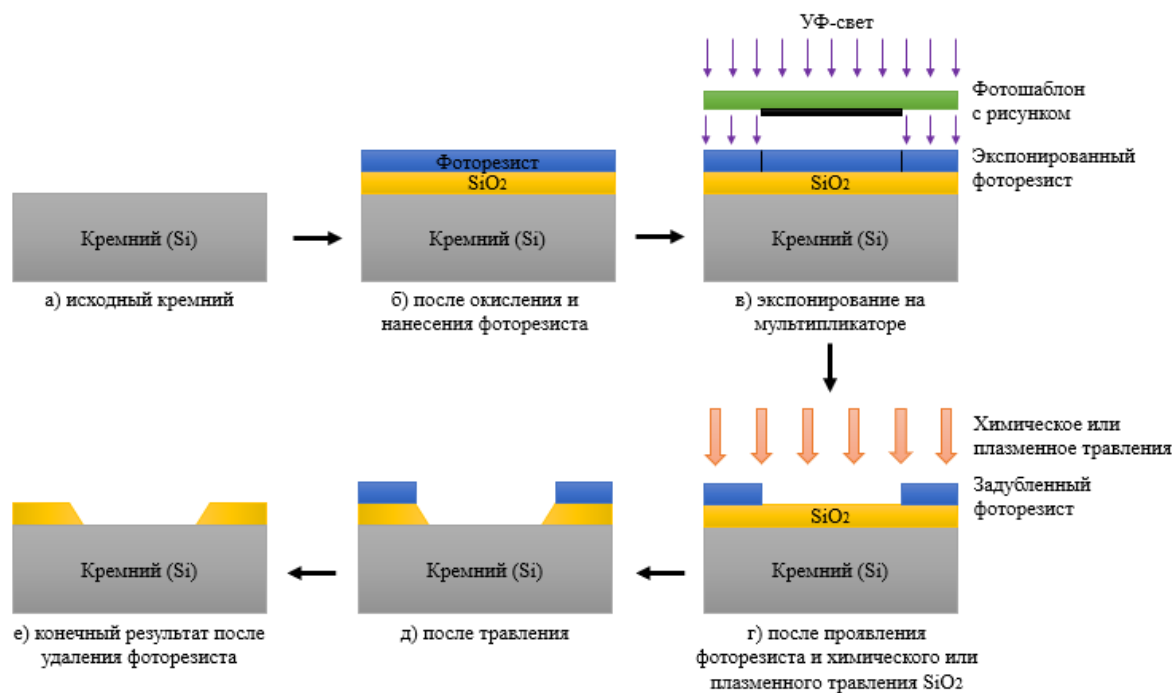 УФ-свет
Фотошаблон
с рисунком
Экспонированный
фоторезист
Фоторезист
SiO₂
SiO₂
Кремний (Si)
Кремний (Si)
Кремний (Si)
а) исходный кремний
б) после окисления и
нанесения фоторезиста
в) экспонирование на
мультипликаторе
Химическое или
плазменное травления
Задубленный
фоторезист
SiO₂
Кремний (Si)
Кремний (Si)
Кремний (Si)
е) конечный результат после
удаления фоторезиста
д) после травления
г) после проявления
фоторезиста и химического или
плазменного травления SiO₂